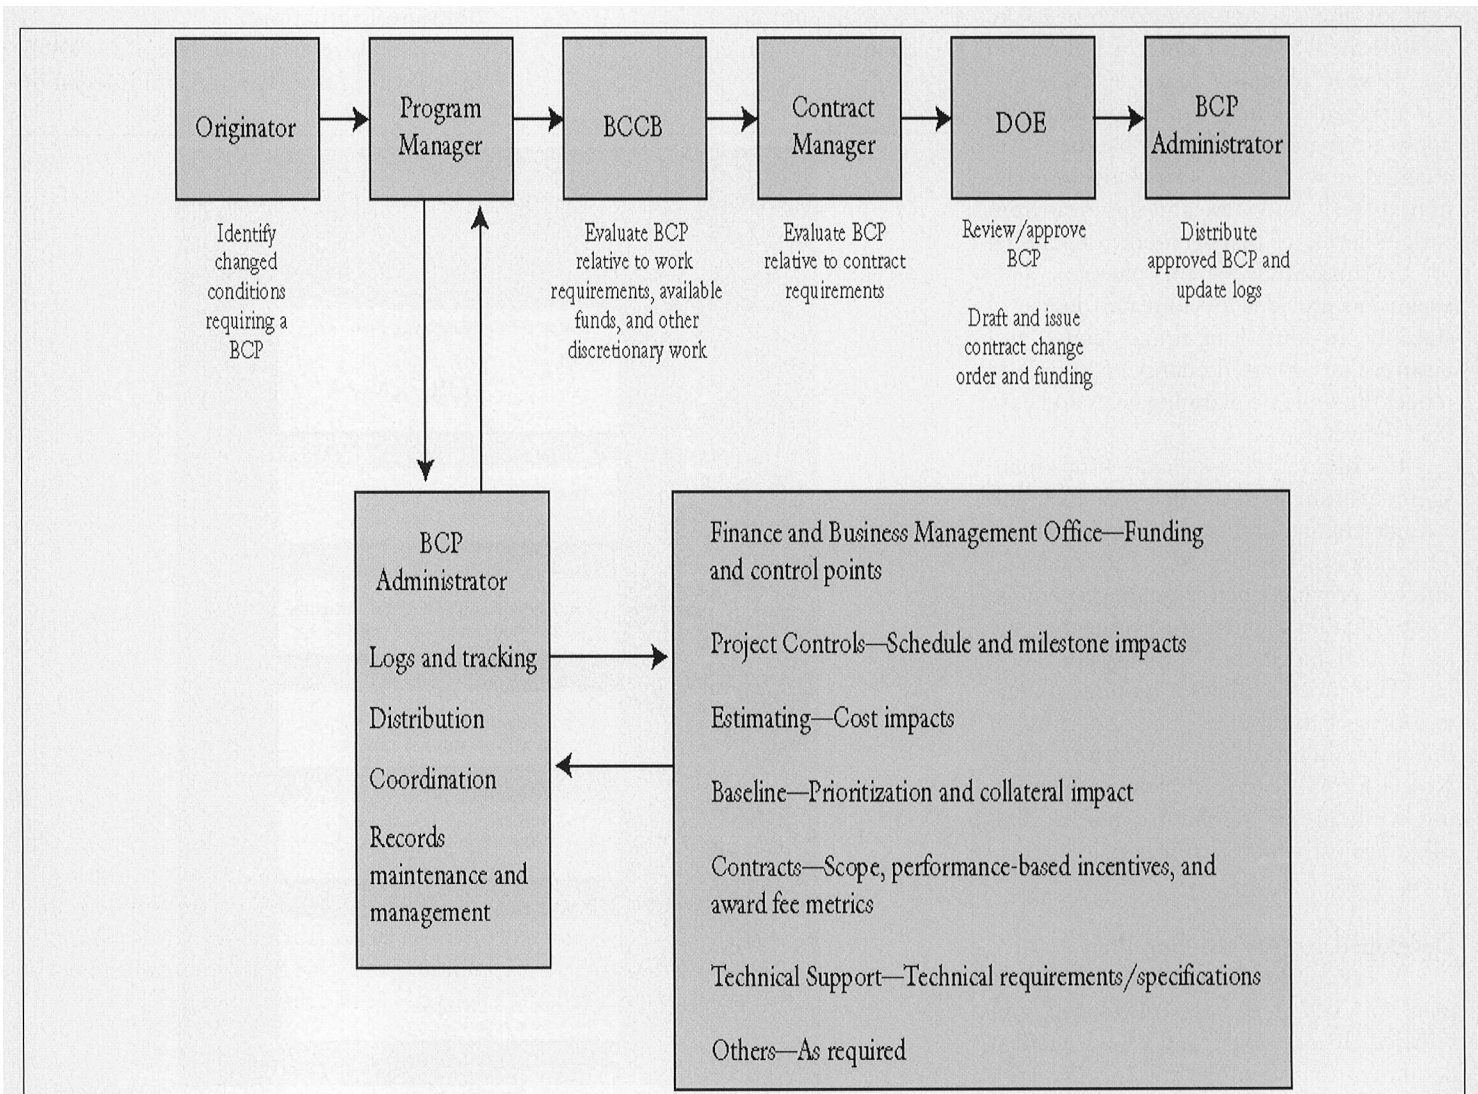 Originator
Program
Manager
BCCB
Contract
Manager
DOE
BCP
Administrator
Identify
changed
conditions
requiring a
BCP
Evaluate BCP
relative to work
requirements, available
funds, and other
discretionary work
Evaluate BCP
relative to contract
requirements
Review/approve
BCP
Draft and issue
contract change
order and funding
Distribute
approved BCP and
update logs
BCP
Administrator
Logs and tracking
Distribution
Coordination
Records
maintenance and
management
Finance and Business Management Office—Funding
and control points
Project Controls—Schedule and milestone impacts
Estimating—Cost impacts
Baseline—Prioritization and collateral impact
Contracts—Scope, performance-based incentives, and
award fee metrics
Technical Support—Technical requirements/specifications
Others—As required